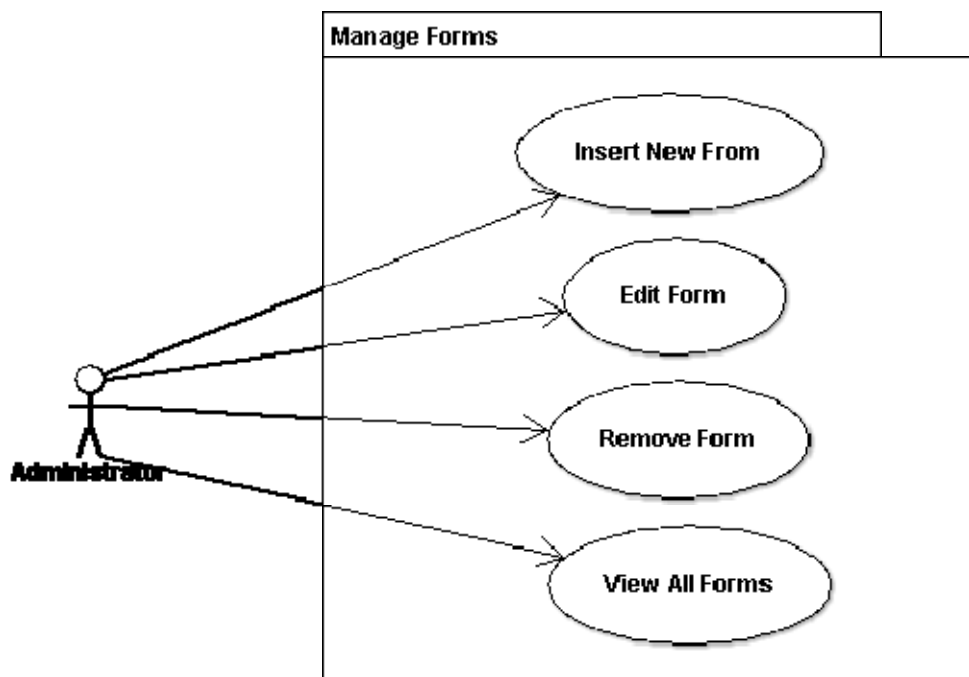 Manage Forms
Insert New From
Edit Form
Remove Form
Administrator
View All Forms